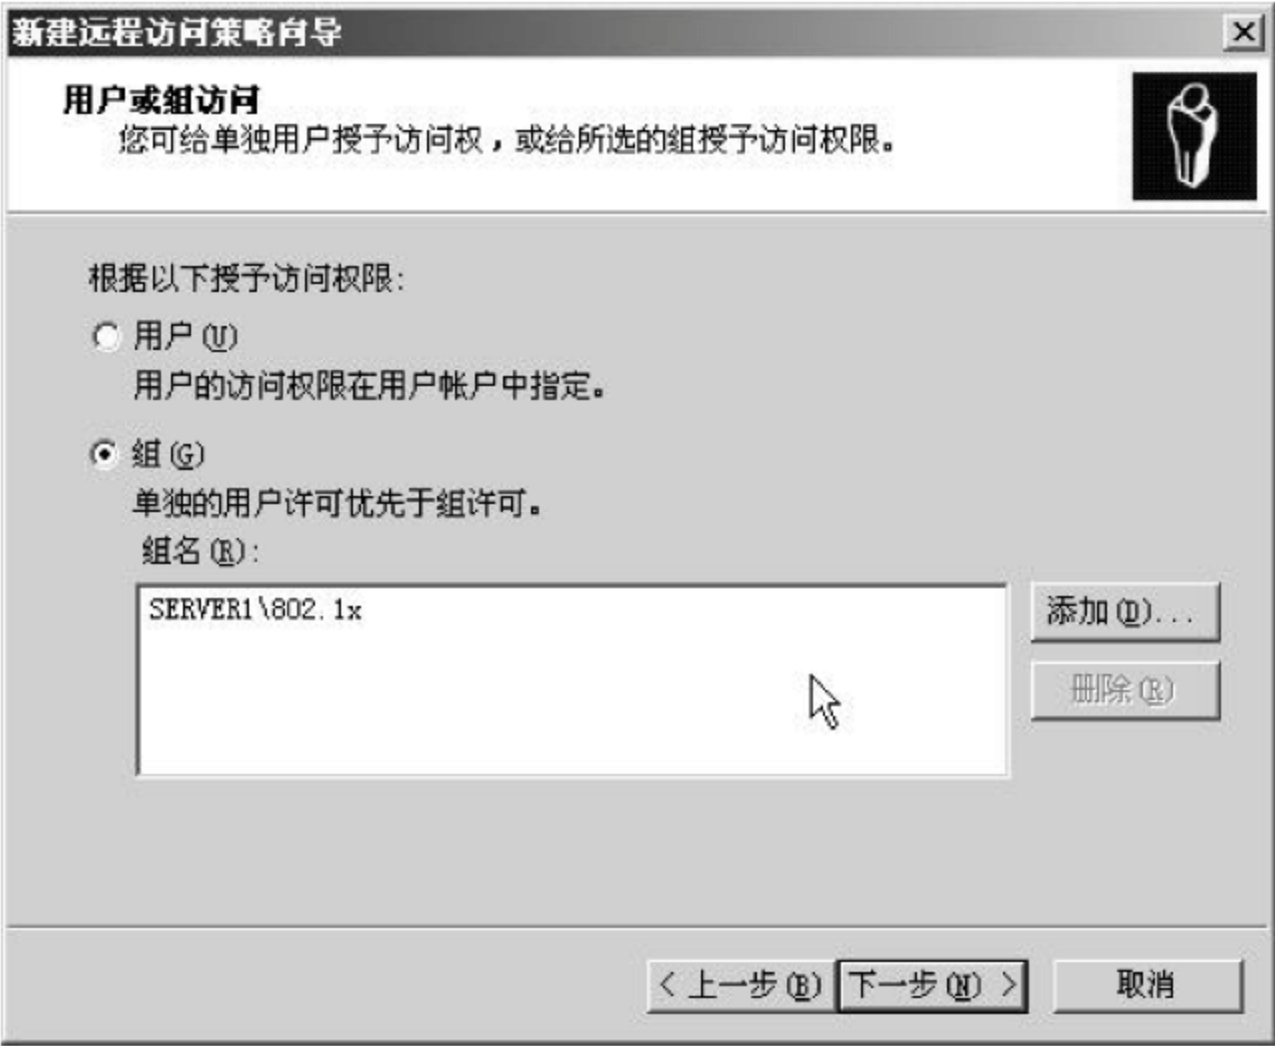 新建远程访问策略向导
用户或组访问
您可给单独用户授予访问权，或给所选的组授予访问权限。
根据以下授予访问权限:
用户(U)
用户的访问权限在用户帐户中指定。
组(G)
单独的用户许可优先于组许可。
组名(R):
SERVER1\802.1x
添加(D)...
删除(R)
< 上一步(B)
下一步(N) >
取消